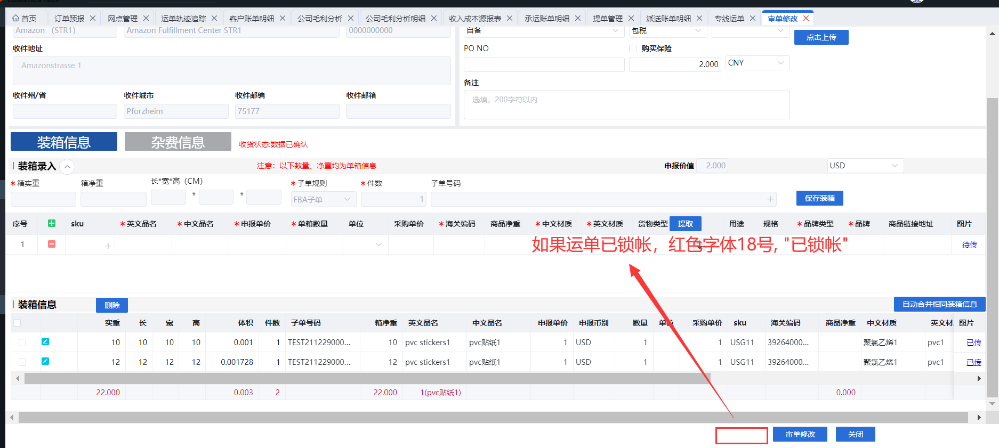 LOGISTICS TECH
首页 订单预报 网点管理 运单轨迹追踪 客户账单明细 公司毛利分析 公司毛利分析明细 收入成本源报表 承运账单明细 提单管理 派送账单明细 专线运单 审单修改
Amazon （STR1） Amazon Fulfillment Center STR1 0000000000 自备 包税 点击上传
收件地址 PO NO 购买保险
Amazonstrasse 1 2.000 CNY
备注
收件州/省 收件城市 收件邮编 收件邮箱 选填，200字符以内
Pforzheim 75177
装箱信息 杂费信息 收货状态:数据已确认
装箱录入 注意：以下数量、净重均为单箱信息 申报价值 2.000 USD
*箱实重 箱净重 长*宽*高（CM） *子单规则 *件数 子单号码
* * FBA子单 1 保存装箱
序号 sku *英文品名 *中文品名 *申报单价 *单箱数量 单位 采购单价 *海关编码 商品净重 *中文材质 *英文材质 货物类型 提取 用途 规格 *品牌类型 *品牌 商品链接地址 图片
1 待传
如果运单已锁帐，红色字体18号，"已锁帐"
装箱信息 删除 自动合并相同装箱信息
实重 长 宽 高 体积 件数 子单号码 箱净重 英文品名 中文品名 申报单价 申报币别 数量 单位 采购单价 sku 海关编码 商品净重 中文材质 英文材 图片
10 10 10 10 0.001 1 TEST211229000... 10 pvc stickers1 pvc贴纸1 1 USD 1 1 USG11 39264000... 聚氯乙烯1 pvc1 已传
12 12 12 12 0.001728 1 TEST211229000... 12 pvc stickers1 pvc贴纸1 1 USD 1 1 USG11 39264000... 聚氯乙烯1 pvc1 已传
22.000 0.003 2 22.000 1(pvc贴纸1) 0.000
审单修改 关闭